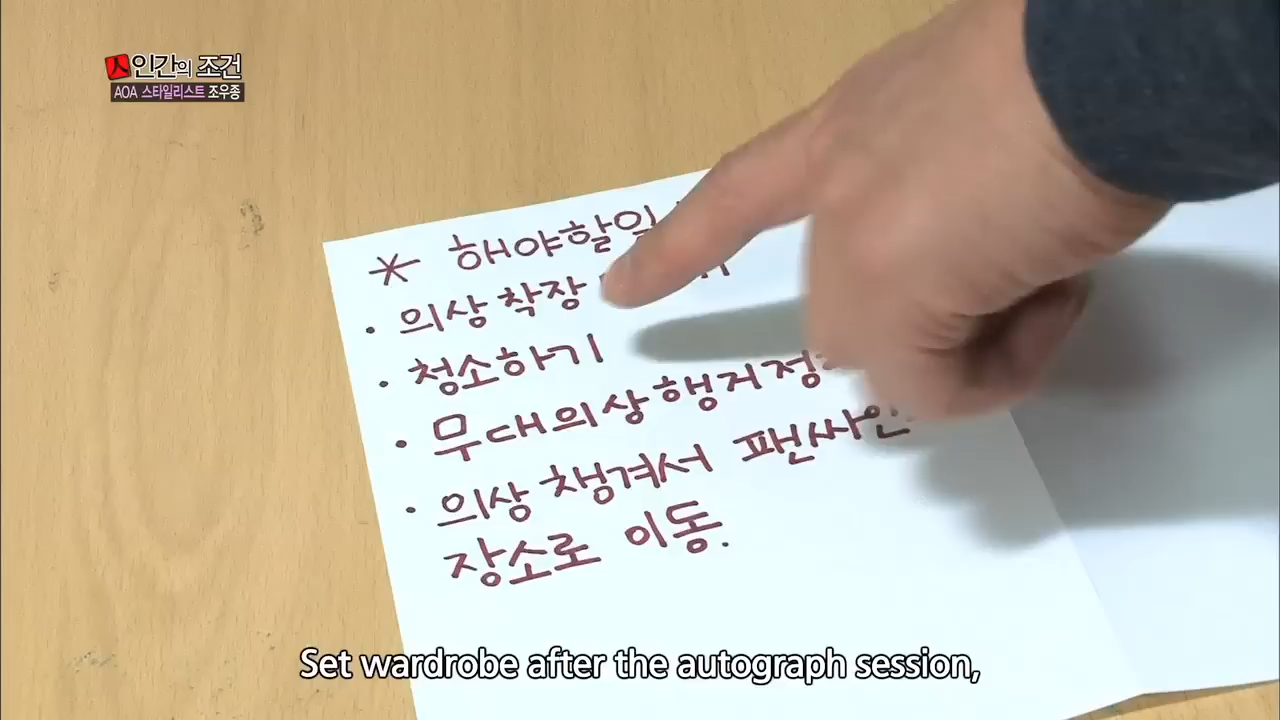 人 인간의 조건
AOA 스타일리스트 조우종
* 해야할일
· 의상 착장
· 청소하기
· 무대의상 행거정
· 의상 챙겨서 팬싸인
장소로 이동.
Set wardrobe after the autograph session,